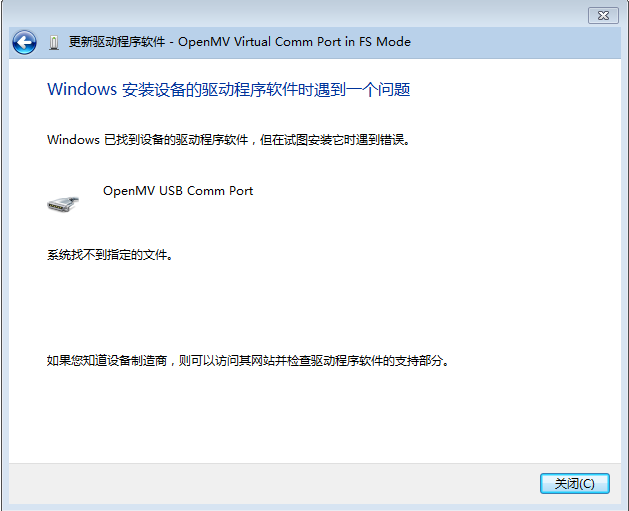 更新驱动程序软件 - OpenMV Virtual Comm Port in FS Mode
Windows 安装设备的驱动程序软件时遇到一个问题
Windows 已找到设备的驱动程序软件，但在试图安装它时遇到错误。
OpenMV USB Comm Port
系统找不到指定的文件。
如果您知道设备制造商，则可以访问其网站并检查驱动程序软件的支持部分。
关闭(C)